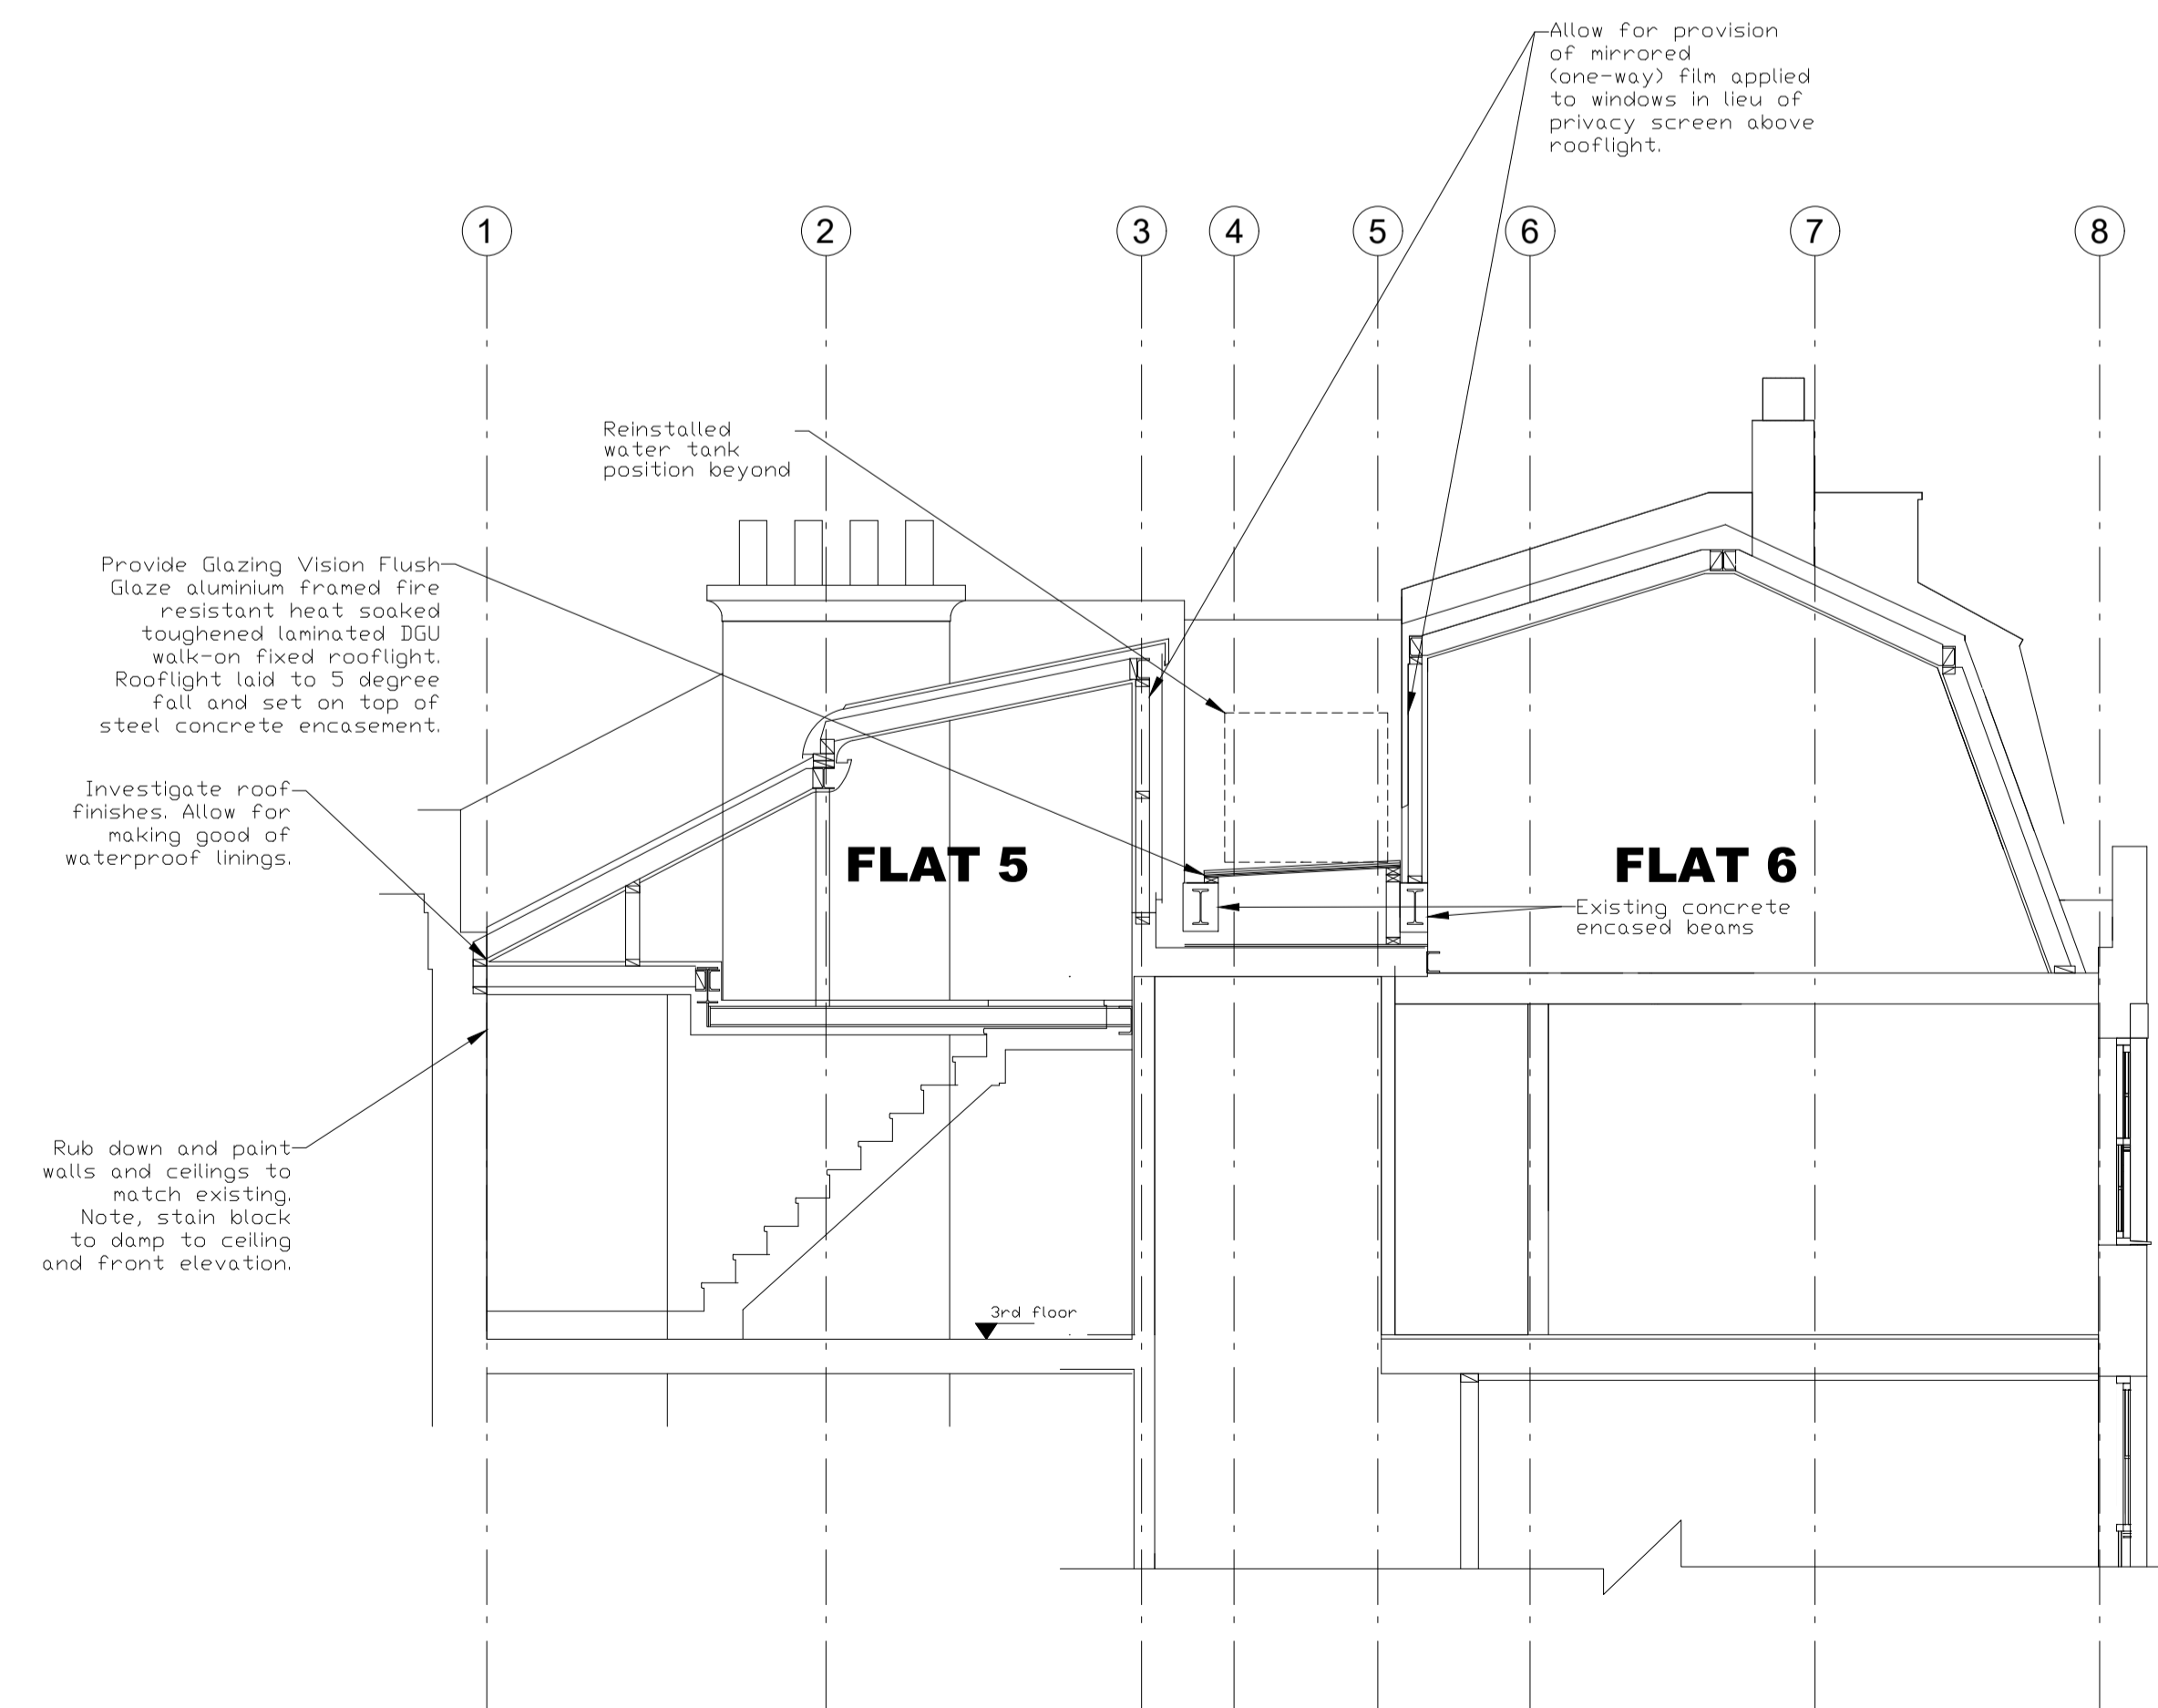 Allow for provision
of mirrored
(one-way) film applied
to windows in lieu of
privacy screen above
rooflight.
1
2
3
4
5
6
7
8
Reinstalled
water tank
position beyond
Provide Glazing Vision Flush
Glaze aluminium framed fire
resistant heat soaked
toughened laminated DGU
walk-on fixed rooflight.
Rooflight laid to 5 degree
fall and set on top of
steel concrete encasement.
Investigate roof
finishes. Allow for
making good of
waterproof linings.
FLAT 5
FLAT 6
Existing concrete
encased beams
Rub down and paint
walls and ceilings to
match existing.
Note, stain block
to damp to ceiling
and front elevation.
3rd floor